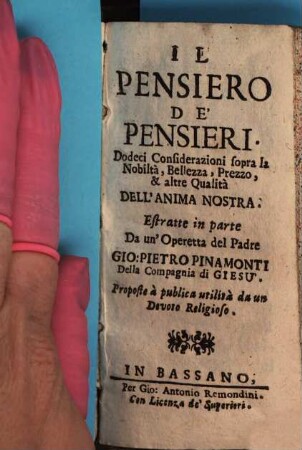 IL
PENSIERO
DE'
PENSIERI.
Dodeci Considerazioni sopra la
Nobiltà, Bellezza, Prezzo,
& altre Qualità
DELL'ANIMA NOSTRA.
Estratte in parte
Da un'Operetta del Padre
GIO: PIETRO PINAMONTI
Della Compagnia di GIESU'.
Proposte à publica utilità da un
Devoto Religioso.
IN BASSANO,
Per Gio: Antonio Remondini.
Con Licenza de' Superieri.